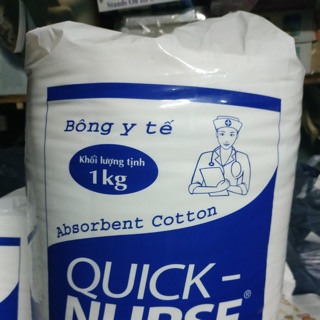 Bông y tế
Khối lượng tịnh
1kg
Absorbent Cotton
QUICK-
NURSE®